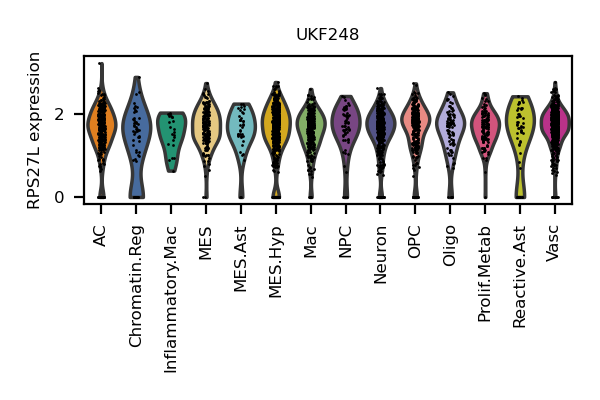 UKF248
RPS27L expression
2
0
AC
Chromatin.Reg
Inflammatory.Mac
MES
MES.Ast
MES.Hyp
Mac
NPC
Neuron
OPC
Oligo
Prolif.Metab
Reactive.Ast
Vasc